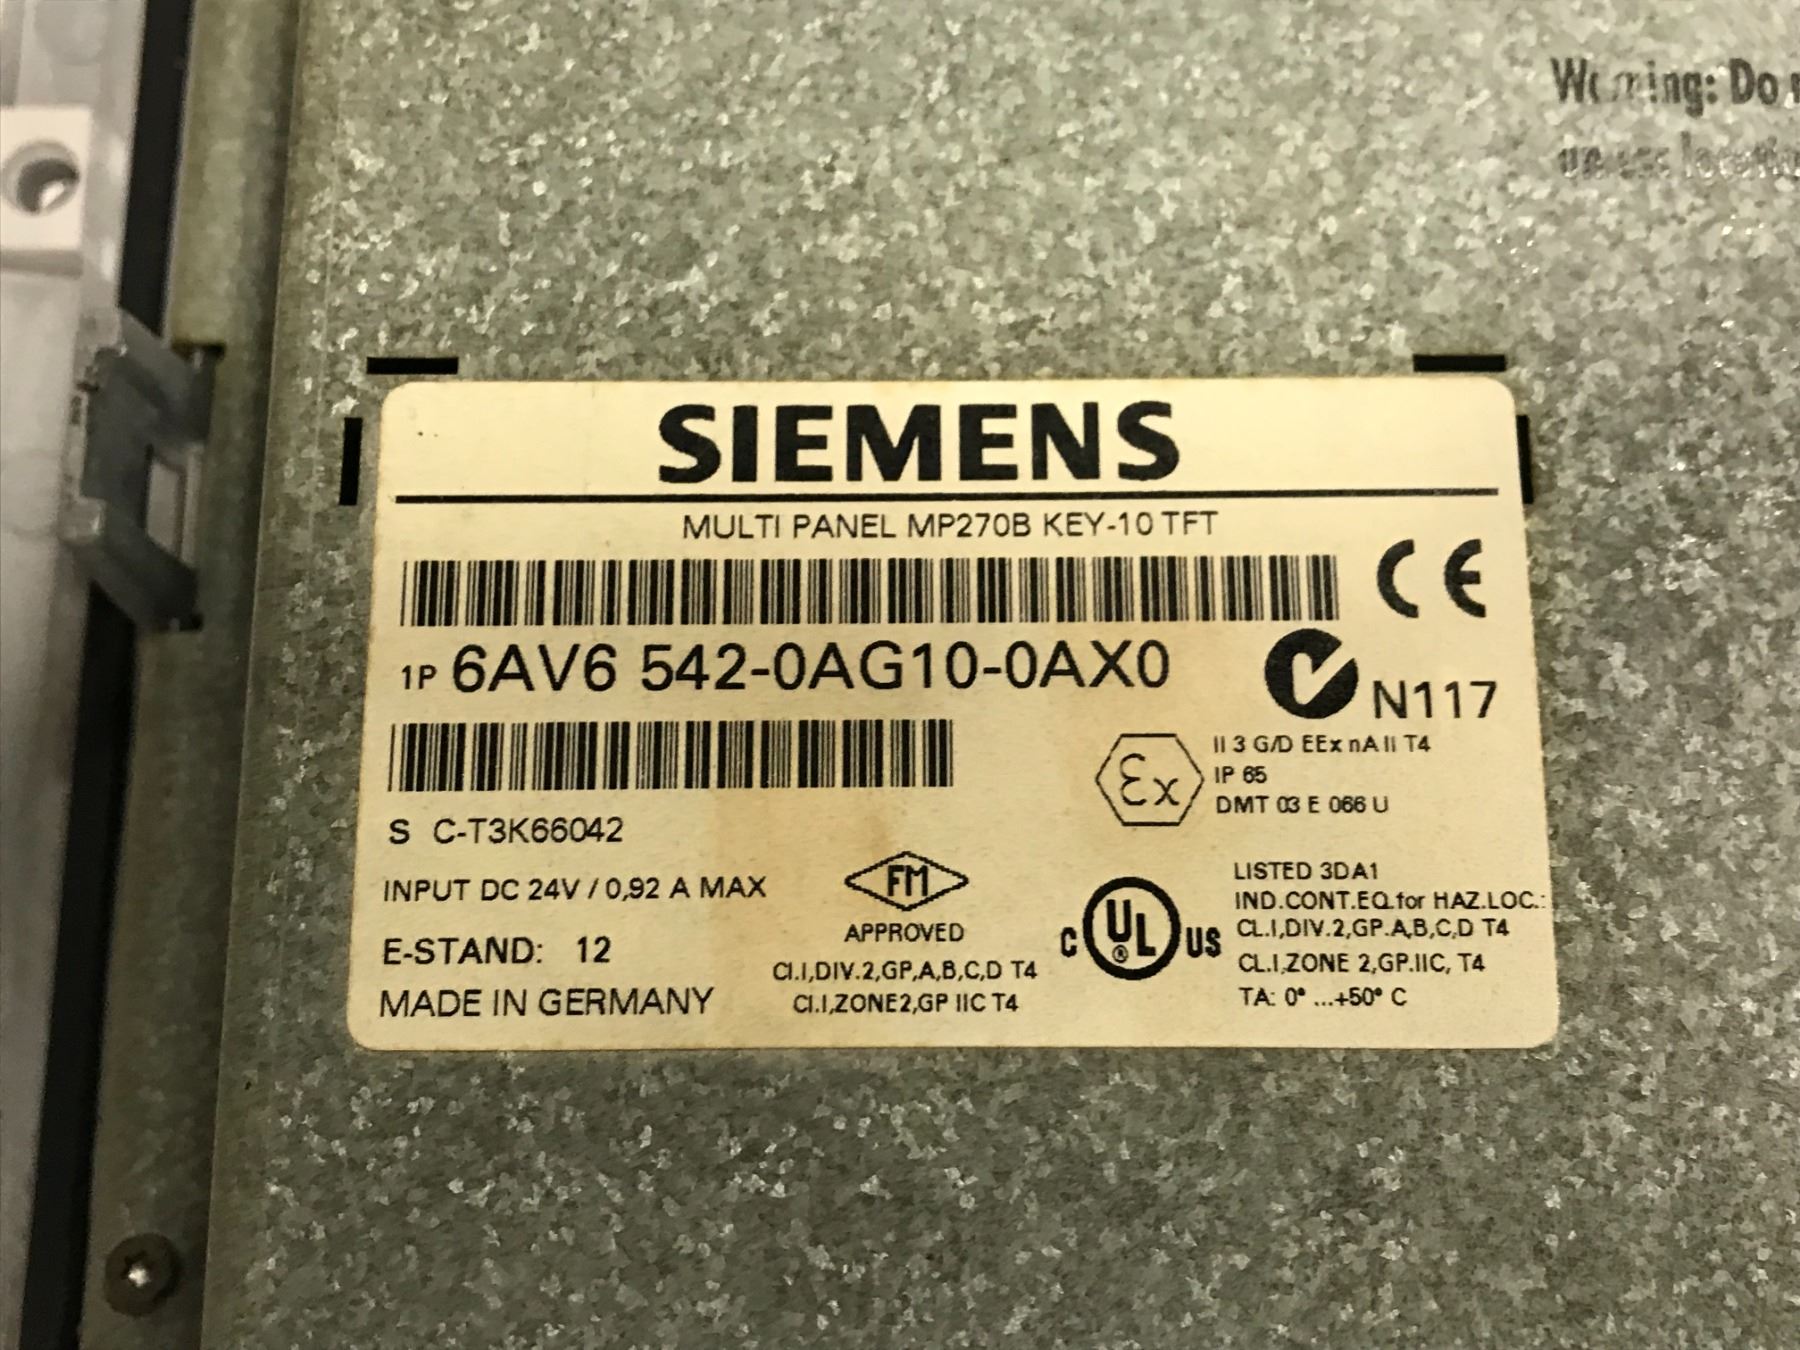 Do
SIEMENS
MULTI PANEL MP270B KEY-10 TFT
CE
1P 6AV6 542-0AG10-0AX0
N117
Ex
II 3 G/D EEx nA II T4
IP 65
DMT 03 E 066 U
S C-T3K66042
INPUT DC 24V / 0,92 A MAX
E-STAND: 12
MADE IN GERMANY
FM
APPROVED
Cl.I,DIV.2,GP,A,B,C,D T4
Cl.I,ZONE2,GP IIC T4
C UL ® US
LISTED 3DA1
IND.CONT.EQ.for HAZ.LOC.:
CL.I,DIV.2,GP.A,B,C,D T4
CL.I,ZONE 2,GP.IIC, T4
TA: 0° ...+50° C